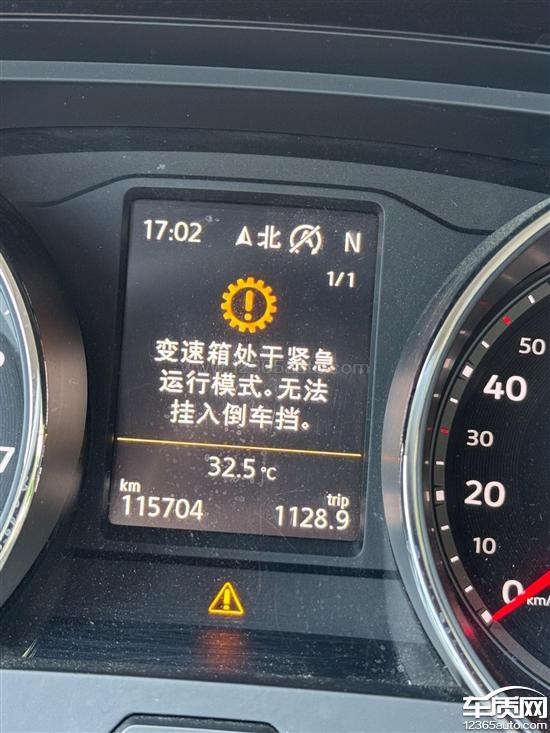 17:02 北 N
1/1
变速箱处于紧急
运行模式。无法
挂入倒车挡。
32.5 °C
km trip
115704 1128.9
7
50
40
30
20
10
0 km/
车质网
12365auto.com